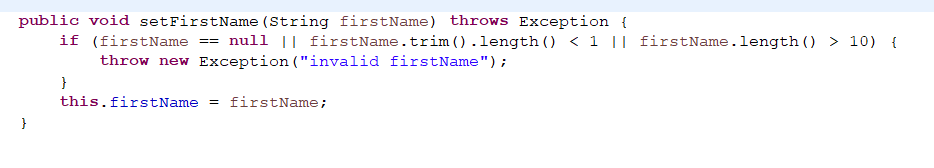 public void setFirstName(String firstName) throws Exception {
    if (firstName == null || firstName.trim().length() < 1 || firstName.length() > 10) {
        throw new Exception("invalid firstName");
    }
    this.firstName = firstName;
}